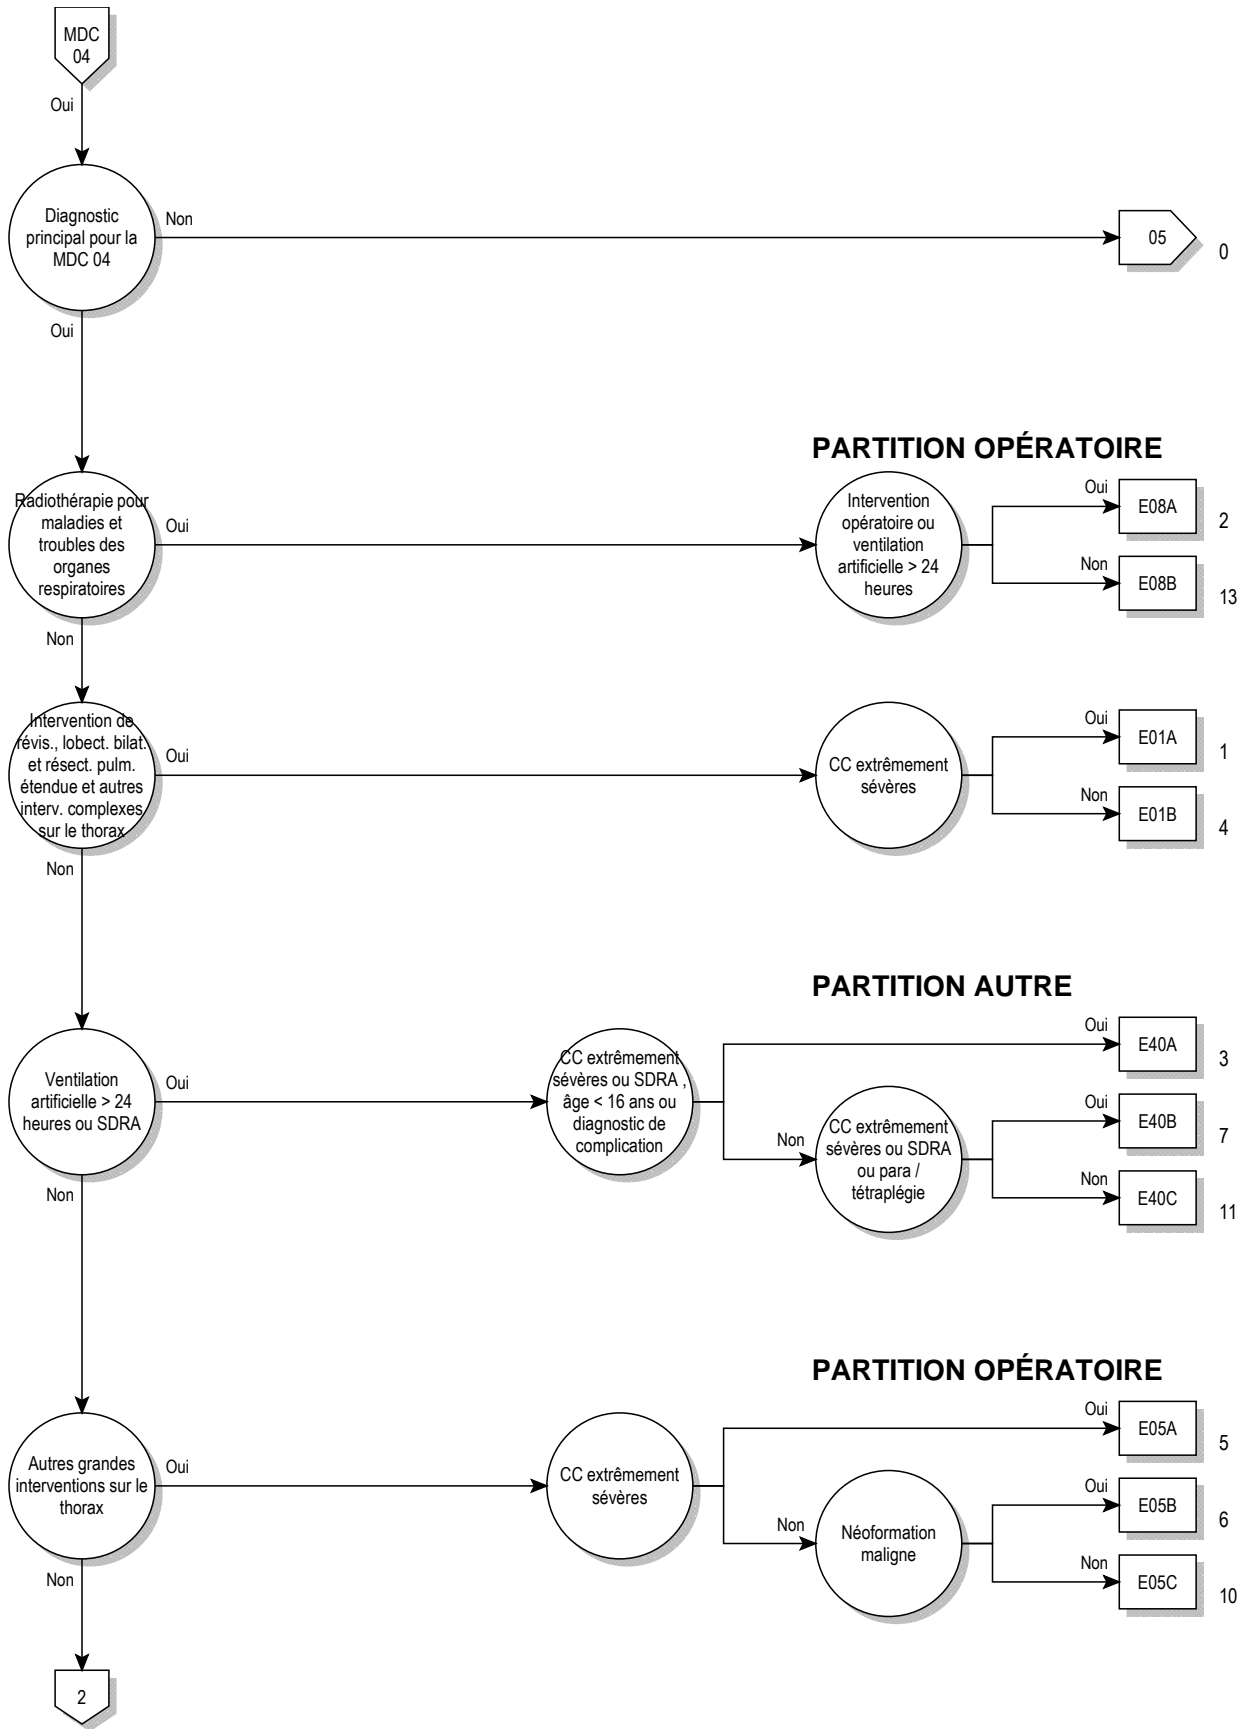 MDC
04
Oui
Diagnostic
principal pour la
MDC 04
Non
05
0
Oui
PARTITION OPÉRATOIRE
Radiothérapie pour
maladies et
troubles des
organes
respiratoires
Oui
Intervention
opératoire ou
ventilation
artificielle > 24
heures
Oui
E08A
2
Non
E08B
13
Non
Intervention de
révis., lobect. bilat.
et résect. pulm.
étendue et autres
interv. complexes
sur le thorax
Oui
CC extrêmement
sévères
Oui
E01A
1
Non
E01B
4
Non
PARTITION AUTRE
Ventilation
artificielle > 24
heures ou SDRA
Oui
CC extrêmement
sévères ou SDRA ,
âge < 16 ans ou
diagnostic de
complication
Oui
E40A
3
Non
CC extrêmement
sévères ou SDRA
ou para /
tétraplégie
Oui
E40B
7
Non
E40C
11
Non
PARTITION OPÉRATOIRE
Autres grandes
interventions sur le
thorax
Oui
CC extrêmement
sévères
Oui
E05A
5
Non
Néoformation
maligne
Oui
E05B
6
Non
E05C
10
Non
2